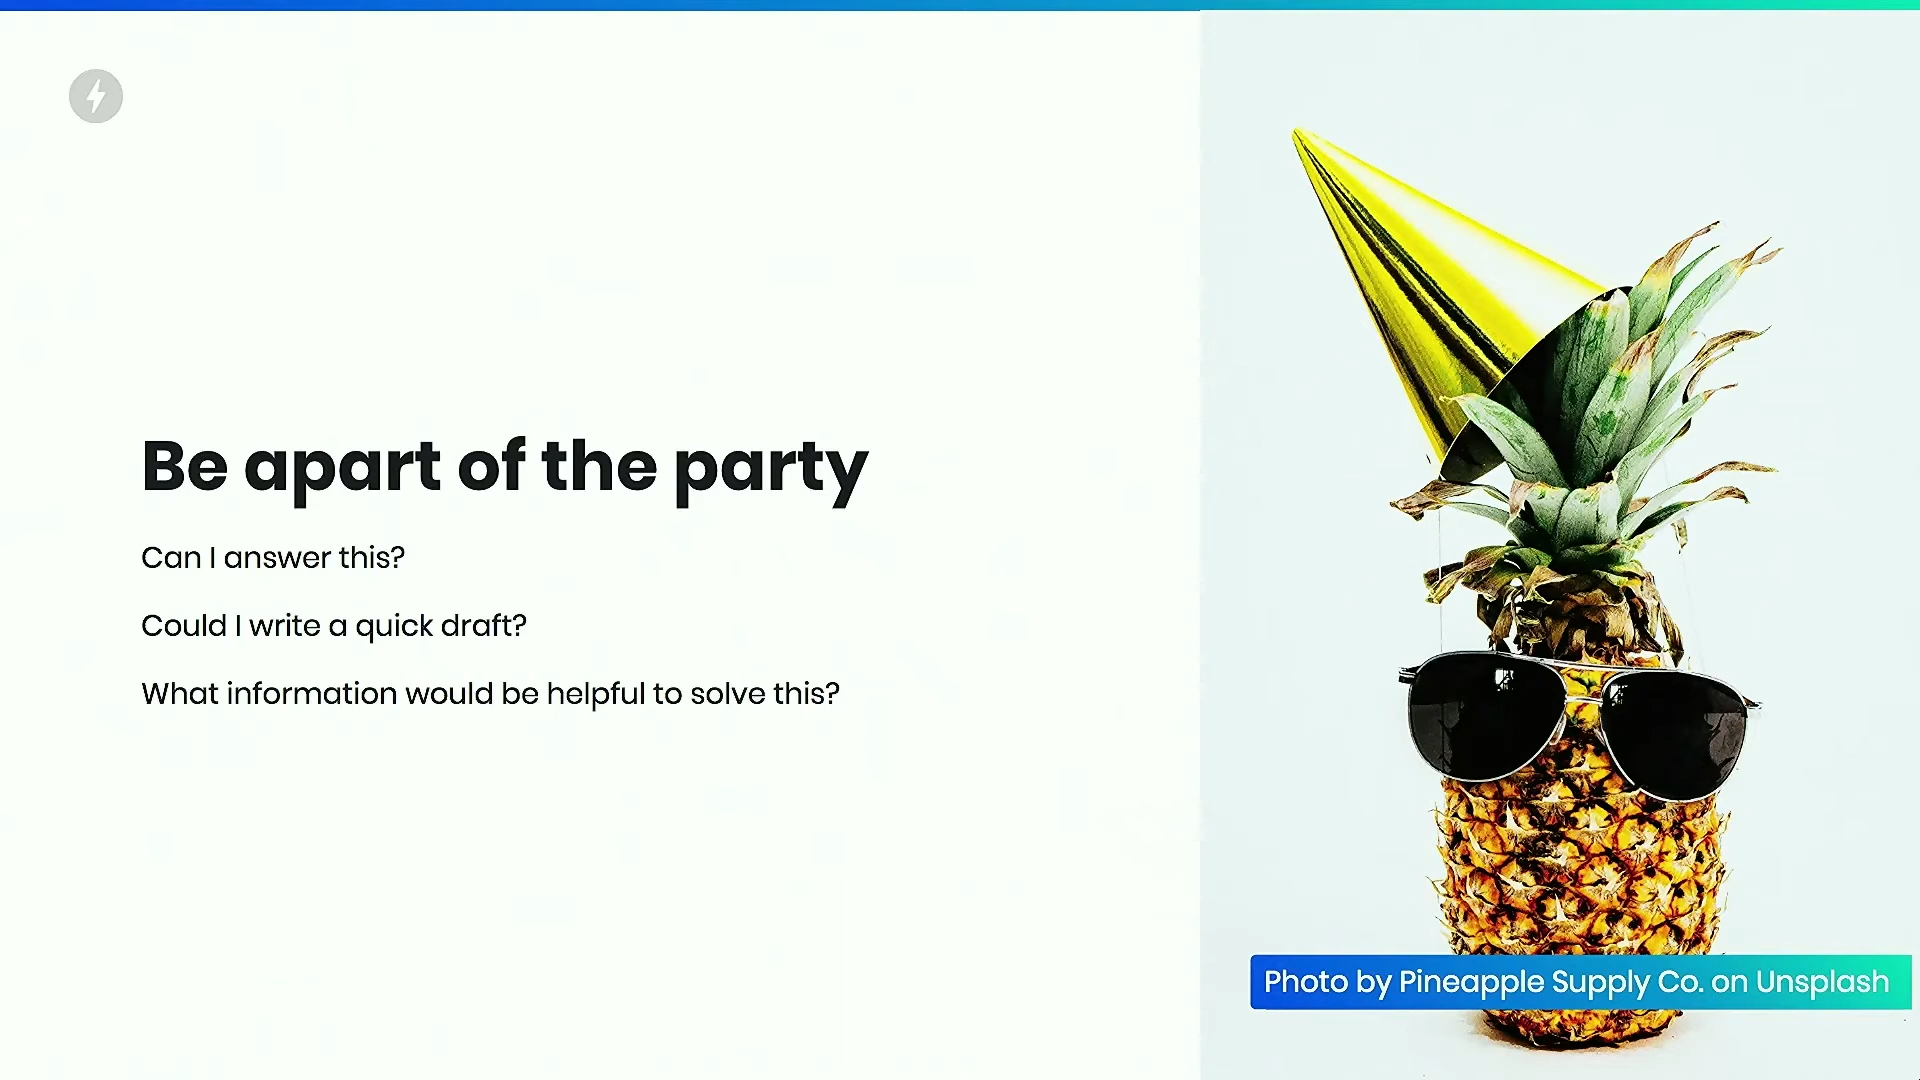 Be apart of the party
Can I answer this?
Could I write a quick draft?
What information would be helpful to solve this?
Photo by Pineapple Supply Co. on Unsplash